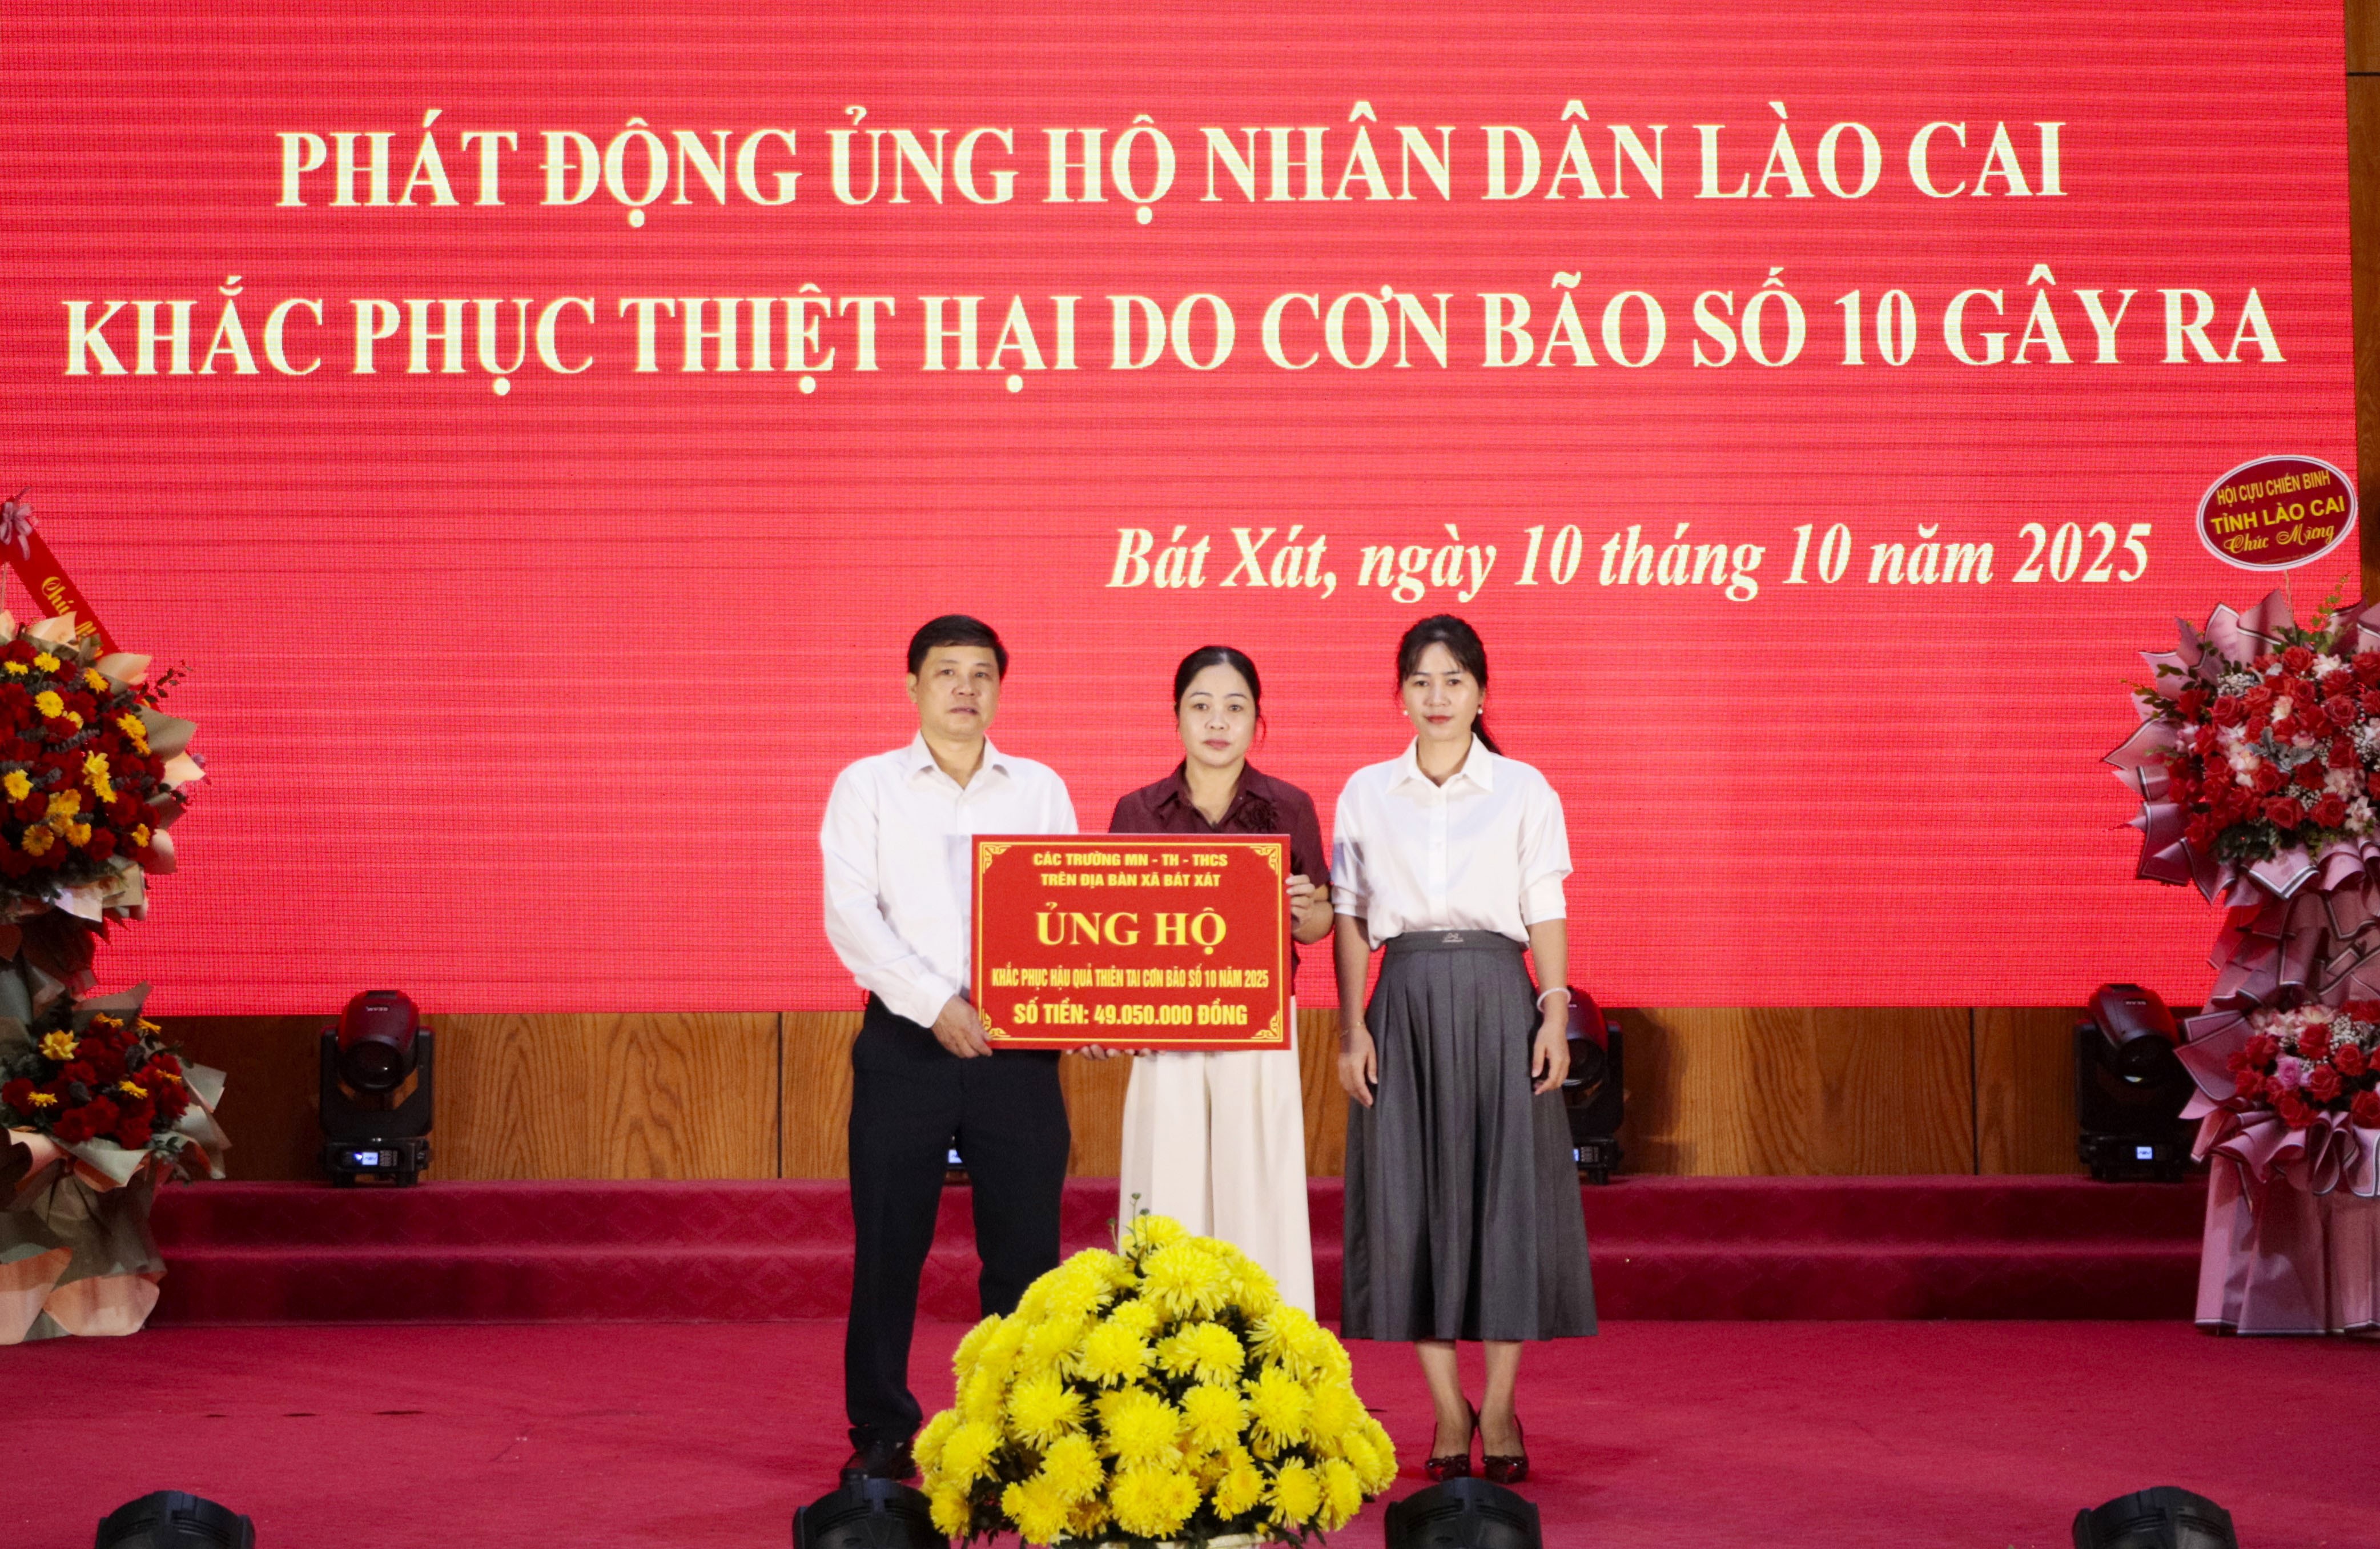 PHÁT ĐỘNG ỦNG HỘ NHÂN DÂN LÀO CAI
KHẮC PHỤC THIỆT HẠI DO CƠN BÃO SỐ 10 GÂY RA
Bát Xát, ngày 10 tháng 10 năm 2025
HỘI CỰU CHIẾN BINH
TỈNH LÀO CAI
Chúc Mừng
CÁC TRƯỜNG MN - TH - THCS
TRÊN ĐỊA BÀN XÃ BÁT XÁT
ỦNG HỘ
KHẮC PHỤC HẬU QUẢ THIÊN TAI CƠN BÃO SỐ 10 NĂM 2025
SỐ TIỀN: 49.050.000 ĐỒNG